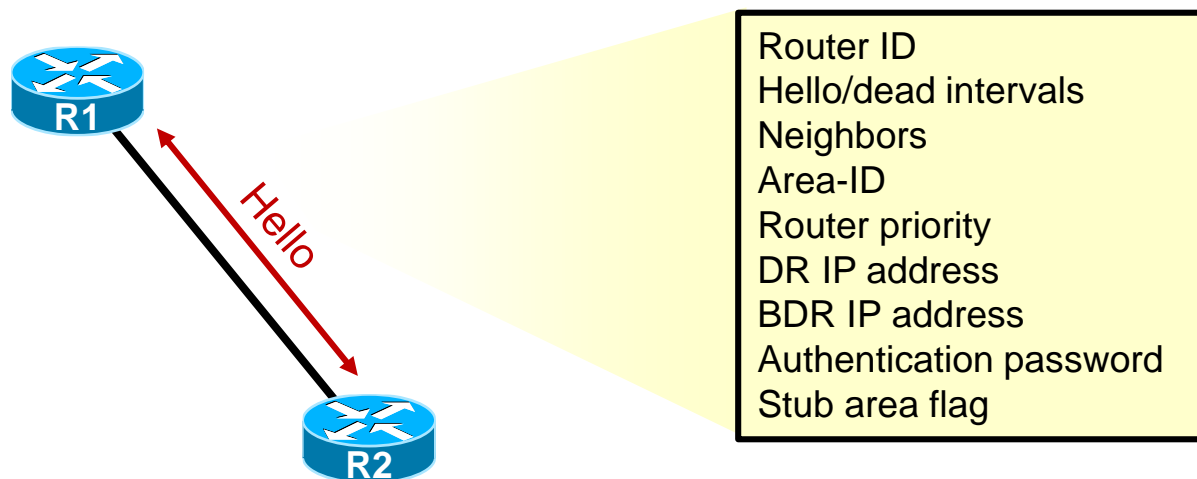 R1
Hello
R2
Router ID
Hello/dead intervals
Neighbors
Area-ID
Router priority
DR IP address
BDR IP address
Authentication password
Stub area flag